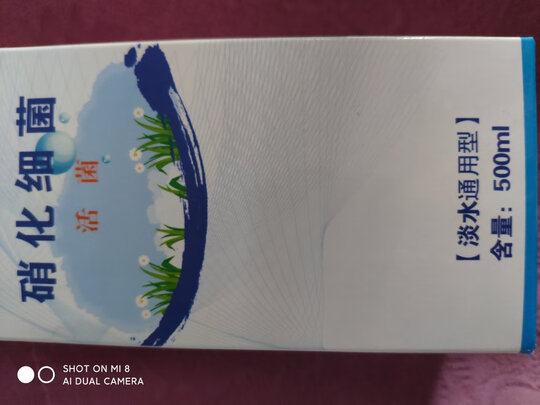 硝化细菌
活菌
【淡水通用型】
含量：500ml
SHOT ON MI 8
AI DUAL CAMERA